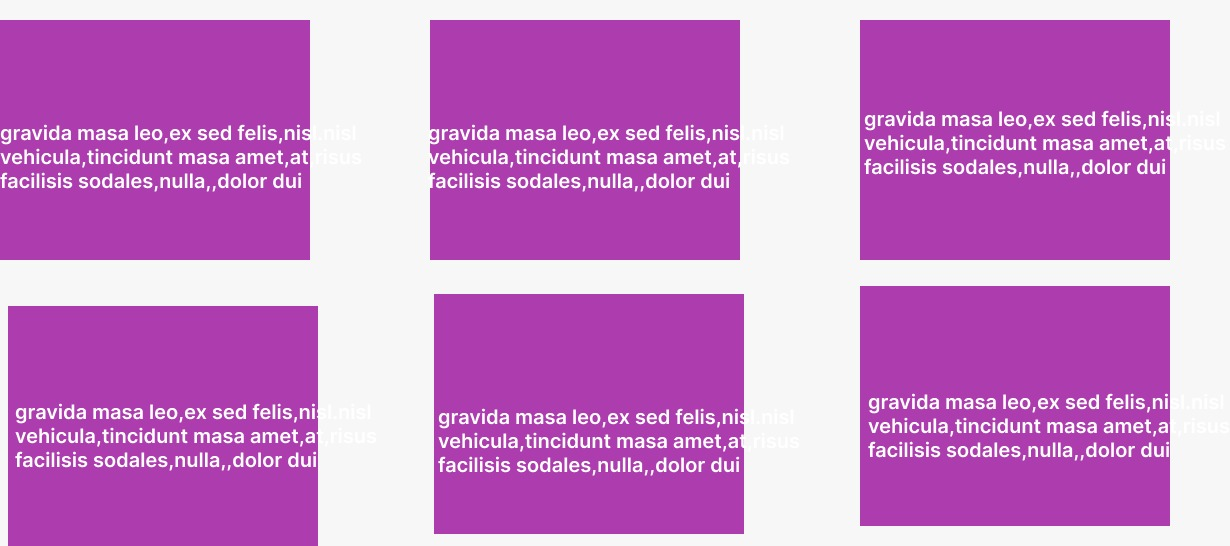 gravida masa leo,ex sed felis,nisl.nisl
vehicula,tincidunt masa amet,at,risus
facilisis sodales,nulla,,dolor dui
gravida masa leo,ex sed felis,nisl.nisl
vehicula,tincidunt masa amet,at,risus
facilisis sodales,nulla,,dolor dui
gravida masa leo,ex sed felis,nisl.nisl
vehicula,tincidunt masa amet,at,risus
facilisis sodales,nulla,,dolor dui
gravida masa leo,ex sed felis,nisl.nisl
vehicula,tincidunt masa amet,at,risus
facilisis sodales,nulla,,dolor dui
gravida masa leo,ex sed felis,nisl.nisl
vehicula,tincidunt masa amet,at,risus
facilisis sodales,nulla,,dolor dui
gravida masa leo,ex sed felis,nisl.nisl
vehicula,tincidunt masa amet,at,risus
facilisis sodales,nulla,,dolor dui